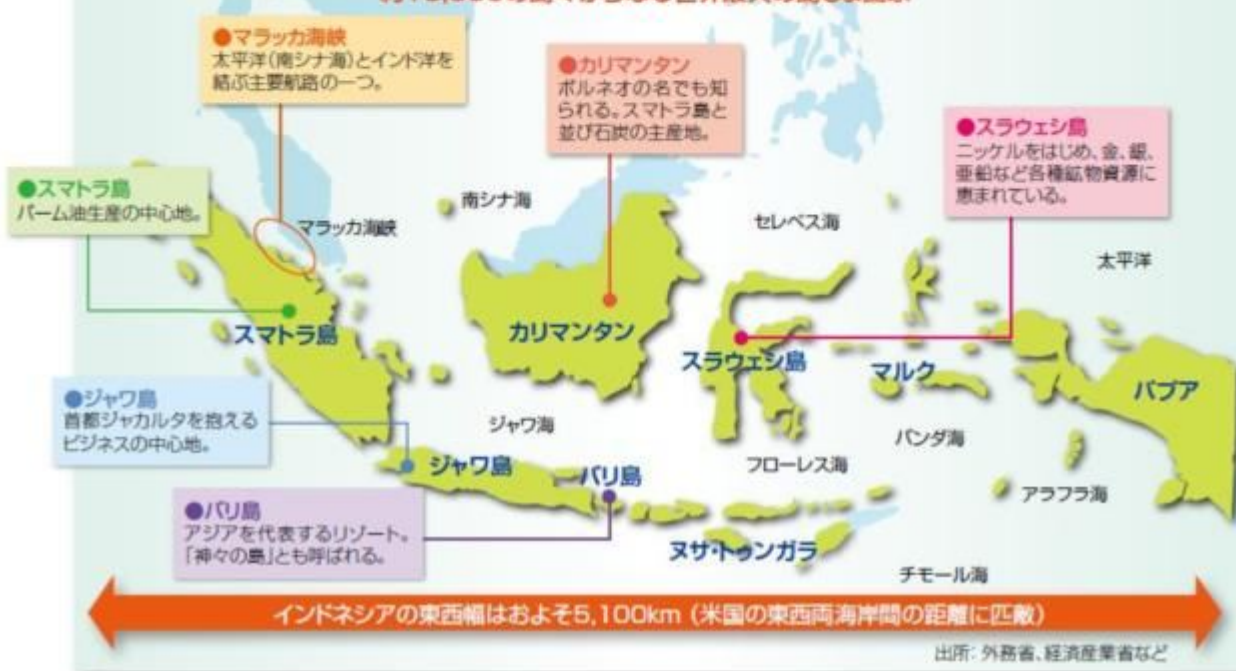 ●マラッカ海峡
太平洋(南シナ海)とインド洋を
結ぶ主要航路の一つ。
●カリマンタン
ボルネオの名でも知
られる。スマトラ島と
並び石炭の主産地。
●スラウェシ島
ニッケルをはじめ、金、銀、
亜鉛など各種鉱物資源に
恵まれている。
●スマトラ島
パーム油生産の中心地。
南シナ海
マラッカ海峡
セレベス海
太平洋
スマトラ島
カリマンタン
スラウェシ島
マルク
パプア
●ジャワ島
首都ジャカルタを抱える
ビジネスの中心地。
ジャワ海
バンダ海
ジャワ島
バリ島
フローレス海
アラフラ海
●バリ島
アジアを代表するリゾート。
「神々の島」とも呼ばれる。
ヌサ・トゥンガラ
チモール海
インドネシアの東西幅はおよそ5,100km(米国の東西両海岸間の距離に匹敵)
出所:外務省、経済産業省など